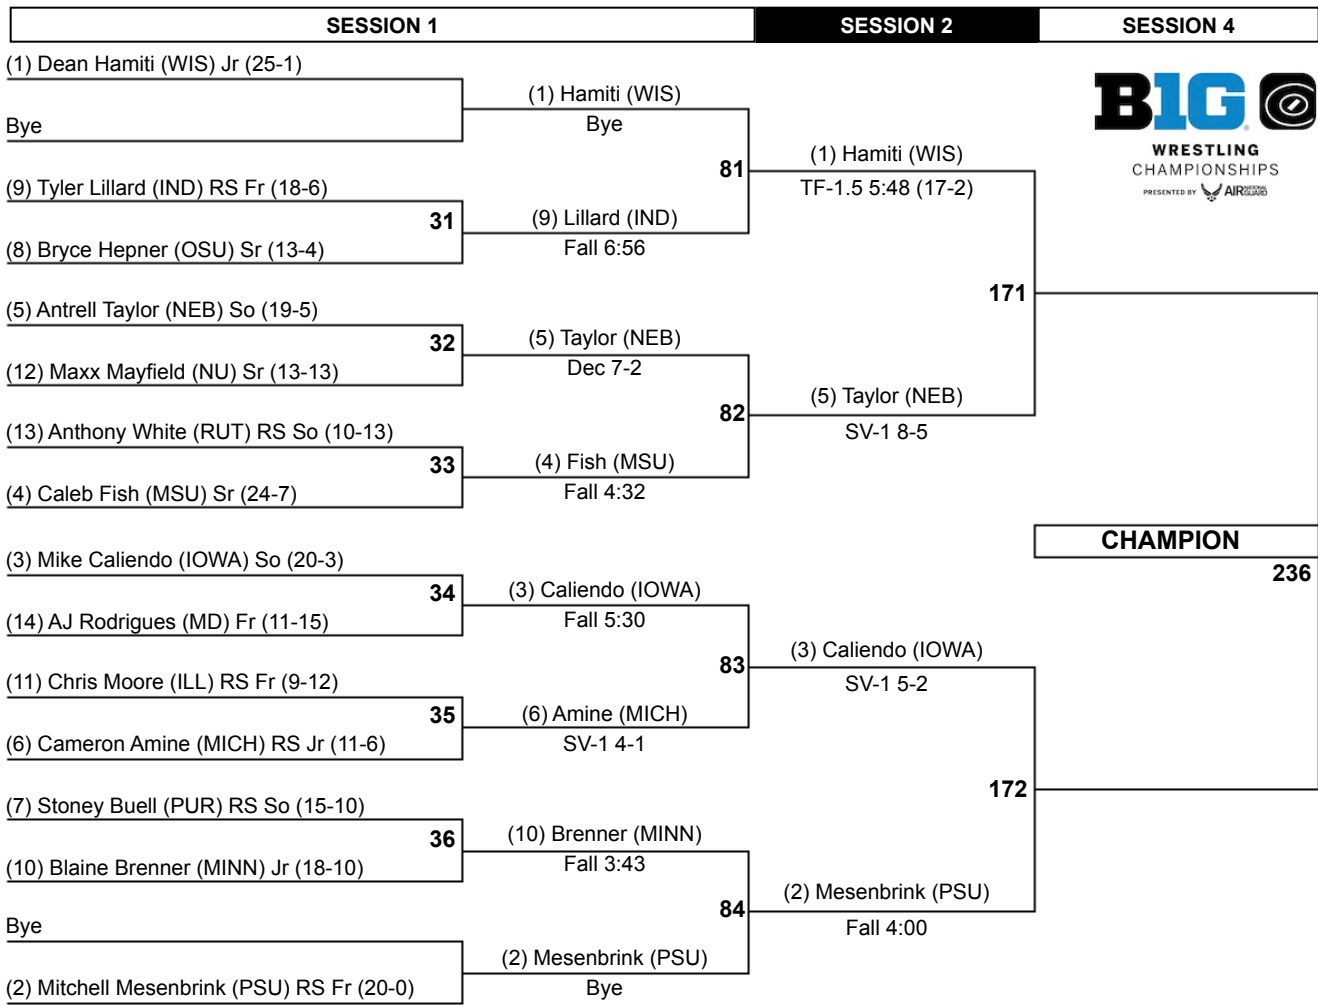 SESSION 1
SESSION 2
SESSION 4
(1) Dean Hamiti (WIS) Jr (25-1)
Bye
(9) Tyler Lillard (IND) RS Fr (18-6)
31
(8) Bryce Hepner (OSU) Sr (13-4)
(5) Antrell Taylor (NEB) So (19-5)
32
(12) Maxx Mayfield (NU) Sr (13-13)
(13) Anthony White (RUT) RS So (10-13)
33
(4) Caleb Fish (MSU) Sr (24-7)
(3) Mike Caliendo (IOWA) So (20-3)
34
(14) AJ Rodrigues (MD) Fr (11-15)
(11) Chris Moore (ILL) RS Fr (9-12)
35
(6) Cameron Amine (MICH) RS Jr (11-6)
(7) Stoney Buell (PUR) RS So (15-10)
36
(10) Blaine Brenner (MINN) Jr (18-10)
Bye
(2) Mitchell Mesenbrink (PSU) RS Fr (20-0)
(1) Hamiti (WIS)
Bye
81
(9) Lillard (IND)
Fall 6:56
(5) Taylor (NEB)
Dec 7-2
82
(4) Fish (MSU)
Fall 4:32
(3) Caliendo (IOWA)
Fall 5:30
83
(6) Amine (MICH)
SV-1 4-1
(10) Brenner (MINN)
Fall 3:43
84
(2) Mesenbrink (PSU)
Bye
(1) Hamiti (WIS)
TF-1.5 5:48 (17-2)
171
(5) Taylor (NEB)
SV-1 8-5
(3) Caliendo (IOWA)
SV-1 5-2
172
(2) Mesenbrink (PSU)
Fall 4:00
B1G
WRESTLING
CHAMPIONSHIPS
PRESENTED BY AIR NATIONAL GUARD
CHAMPION
236